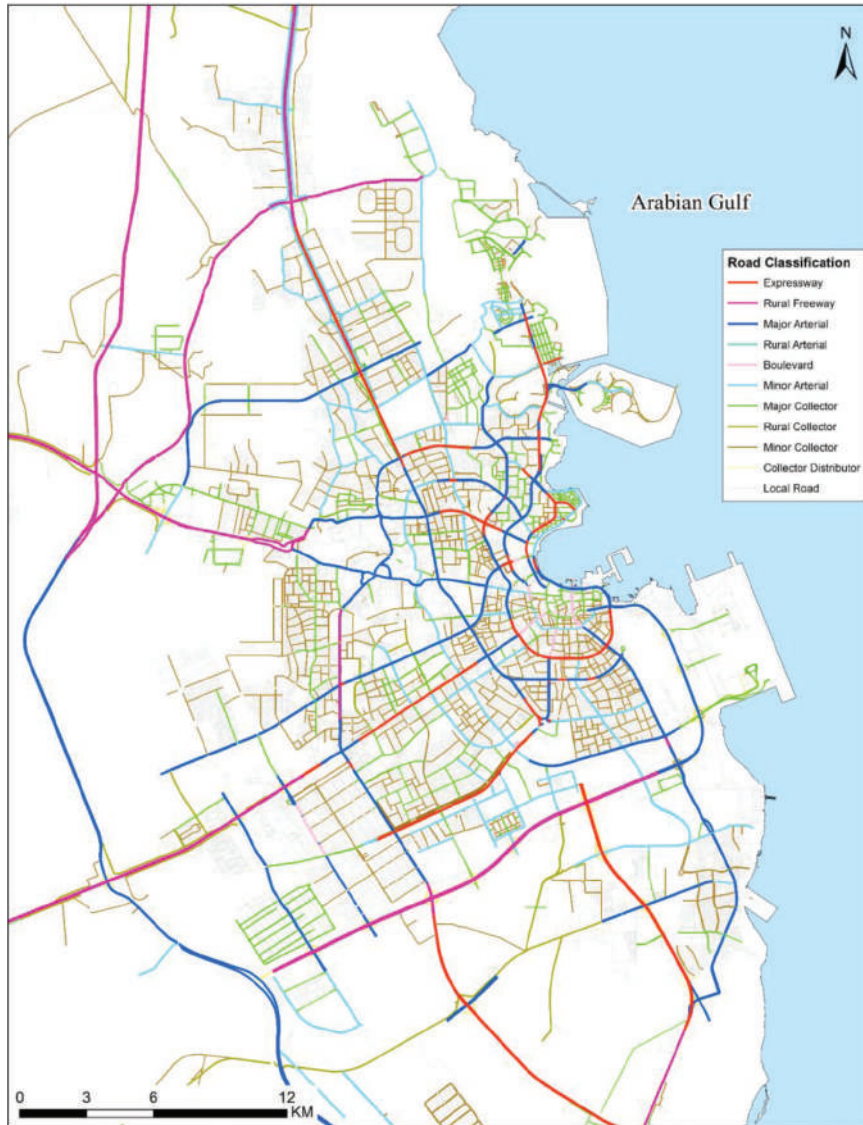 N
Arabian Gulf
Road Classification
Expressway
Rural Freeway
Major Arterial
Rural Arterial
Boulevard
Minor Arterial
Major Collector
Rural Collector
Minor Collector
Collector Distributor
Local Road
0 3 6 12
KM